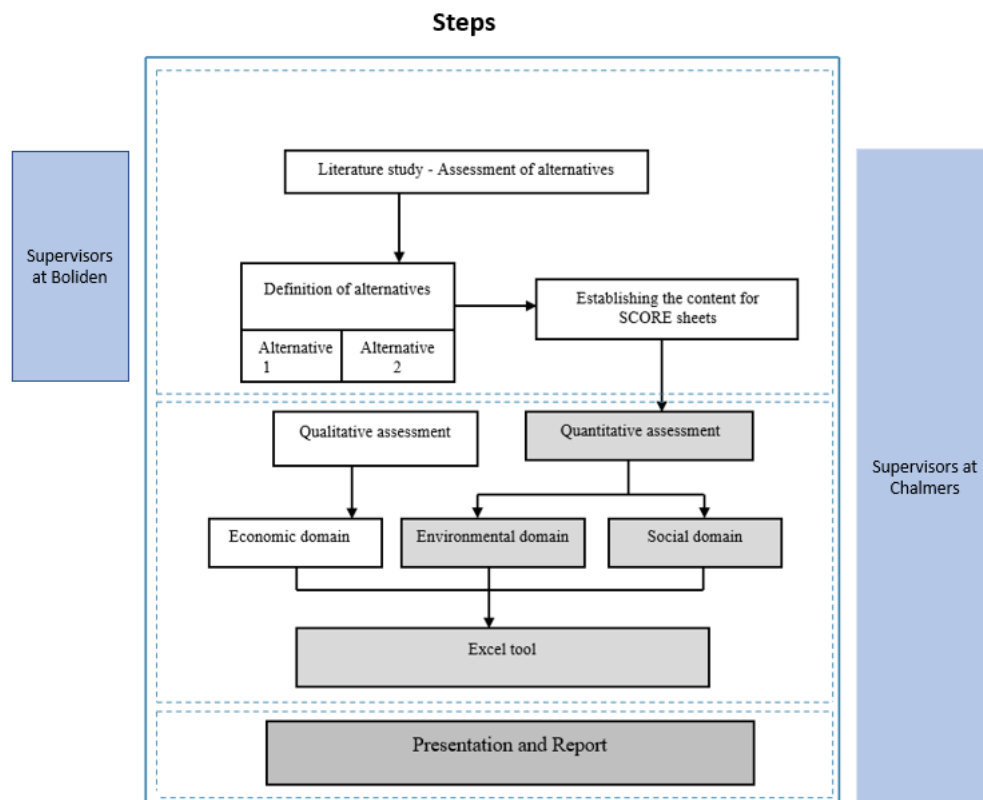 Steps
Literature study - Assessment of alternatives
Supervisors
at Boliden
Definition of alternatives
Alternative
1
Alternative
2
Establishing the content for
SCORE sheets
Qualitative assessment
Quantitative assessment
Supervisors at
Chalmers
Economic domain
Environmental domain
Social domain
Excel tool
Presentation and Report